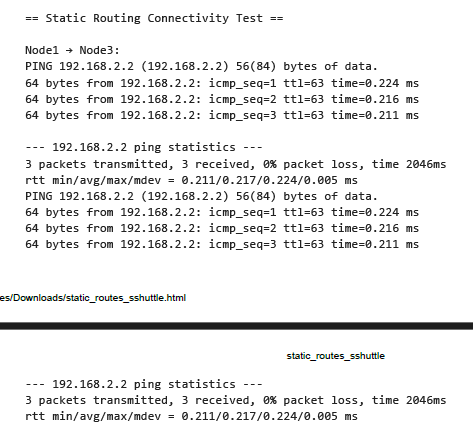 == Static Routing Connectivity Test ==
Node1 → Node3:
PING 192.168.2.2 (192.168.2.2) 56(84) bytes of data.
64 bytes from 192.168.2.2: icmp_seq=1 ttl=63 time=0.224 ms
64 bytes from 192.168.2.2: icmp_seq=2 ttl=63 time=0.216 ms
64 bytes from 192.168.2.2: icmp_seq=3 ttl=63 time=0.211 ms
--- 192.168.2.2 ping statistics ---
3 packets transmitted, 3 received, 0% packet loss, time 2046ms
rtt min/avg/max/mdev = 0.211/0.217/0.224/0.005 ms
PING 192.168.2.2 (192.168.2.2) 56(84) bytes of data.
64 bytes from 192.168.2.2: icmp_seq=1 ttl=63 time=0.224 ms
64 bytes from 192.168.2.2: icmp_seq=2 ttl=63 time=0.216 ms
64 bytes from 192.168.2.2: icmp_seq=3 ttl=63 time=0.211 ms
es/Downloads/static_routes_sshuttle.html
static_routes_sshuttle
--- 192.168.2.2 ping statistics ---
3 packets transmitted, 3 received, 0% packet loss, time 2046ms
rtt min/avg/max/mdev = 0.211/0.217/0.224/0.005 ms